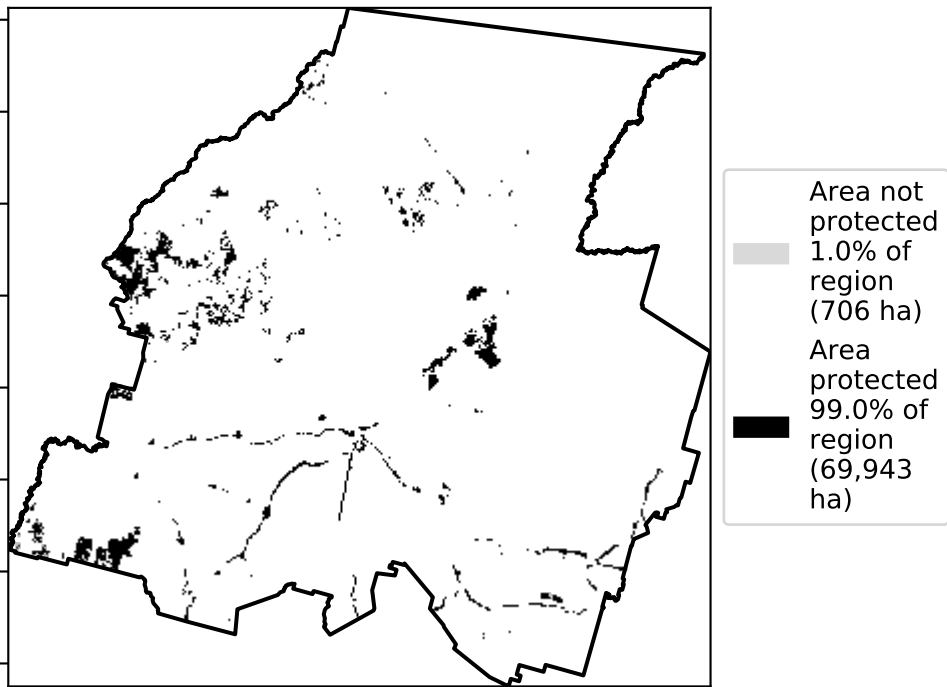 Area not
protected
1.0% of
region
(706 ha)
Area
protected
99.0% of
region
(69,943
ha)